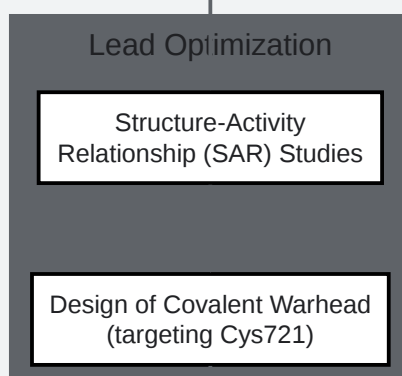 Lead Optimization
Structure-Activity
Relationship (SAR) Studies
Design of Covalent Warhead
(targeting Cys721)